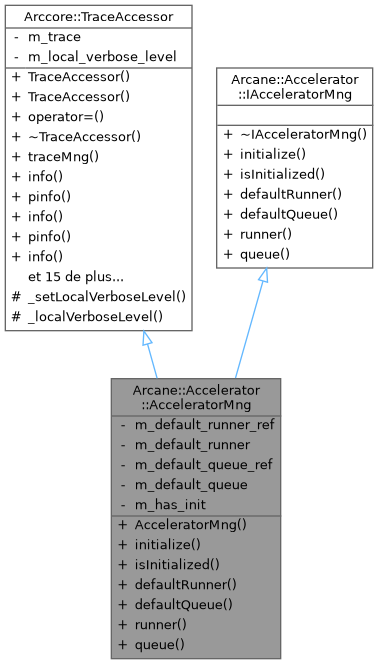 Arccore::TraceAccessor
- m_trace
- m_local_verbose_level
+ TraceAccessor()
+ TraceAccessor()
+ operator=()
+ ~TraceAccessor()
+ traceMng()
+ info()
+ pinfo()
+ info()
+ pinfo()
+ info()
et 15 de plus...
# _setLocalVerboseLevel()
# _localVerboseLevel()
Arcane::Accelerator
::IAcceleratorMng
+ ~IAcceleratorMng()
+ initialize()
+ isInitialized()
+ defaultRunner()
+ defaultQueue()
+ runner()
+ queue()
Arcane::Accelerator
::AcceleratorMng
- m_default_runner_ref
- m_default_runner
- m_default_queue_ref
- m_default_queue
- m_has_init
+ AcceleratorMng()
+ initialize()
+ isInitialized()
+ defaultRunner()
+ defaultQueue()
+ runner()
+ queue()